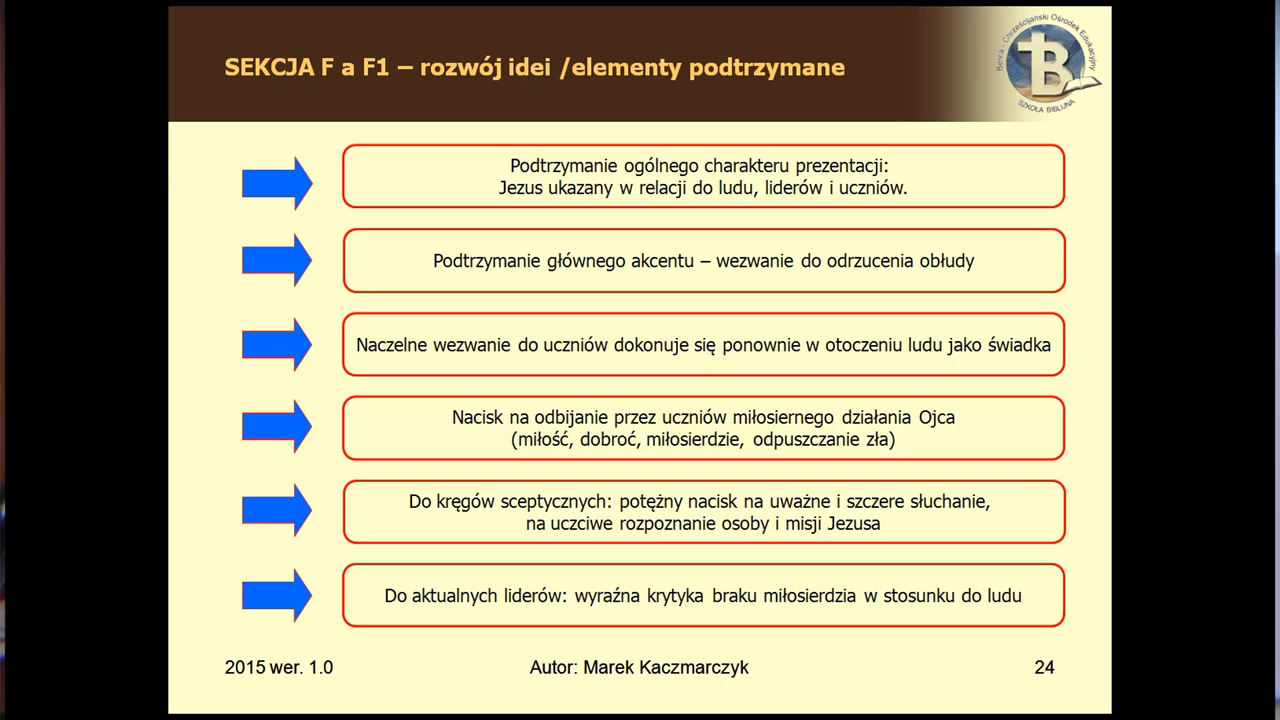 SEKCJA F a F1 – rozwój idei /elementy podtrzymane
Berea - Chrześcijański Ośrodek Edukacyjny
SZKOŁA BIBLIJNA
Podtrzymanie ogólnego charakteru prezentacji:
Jezus ukazany w relacji do ludu, liderów i uczniów.
Podtrzymanie głównego akcentu – wezwanie do odrzucenia obłudy
Naczelne wezwanie do uczniów dokonuje się ponownie w otoczeniu ludu jako świadka
Nacisk na odbijanie przez uczniów miłosiernego działania Ojca
(miłość, dobroć, miłosierdzie, odpuszczanie zła)
Do kręgów sceptycznych: potężny nacisk na uważne i szczere słuchanie,
na uczciwe rozpoznanie osoby i misji Jezusa
Do aktualnych liderów: wyraźna krytyka braku miłosierdzia w stosunku do ludu
2015 wer. 1.0
Autor: Marek Kaczmarczyk
24